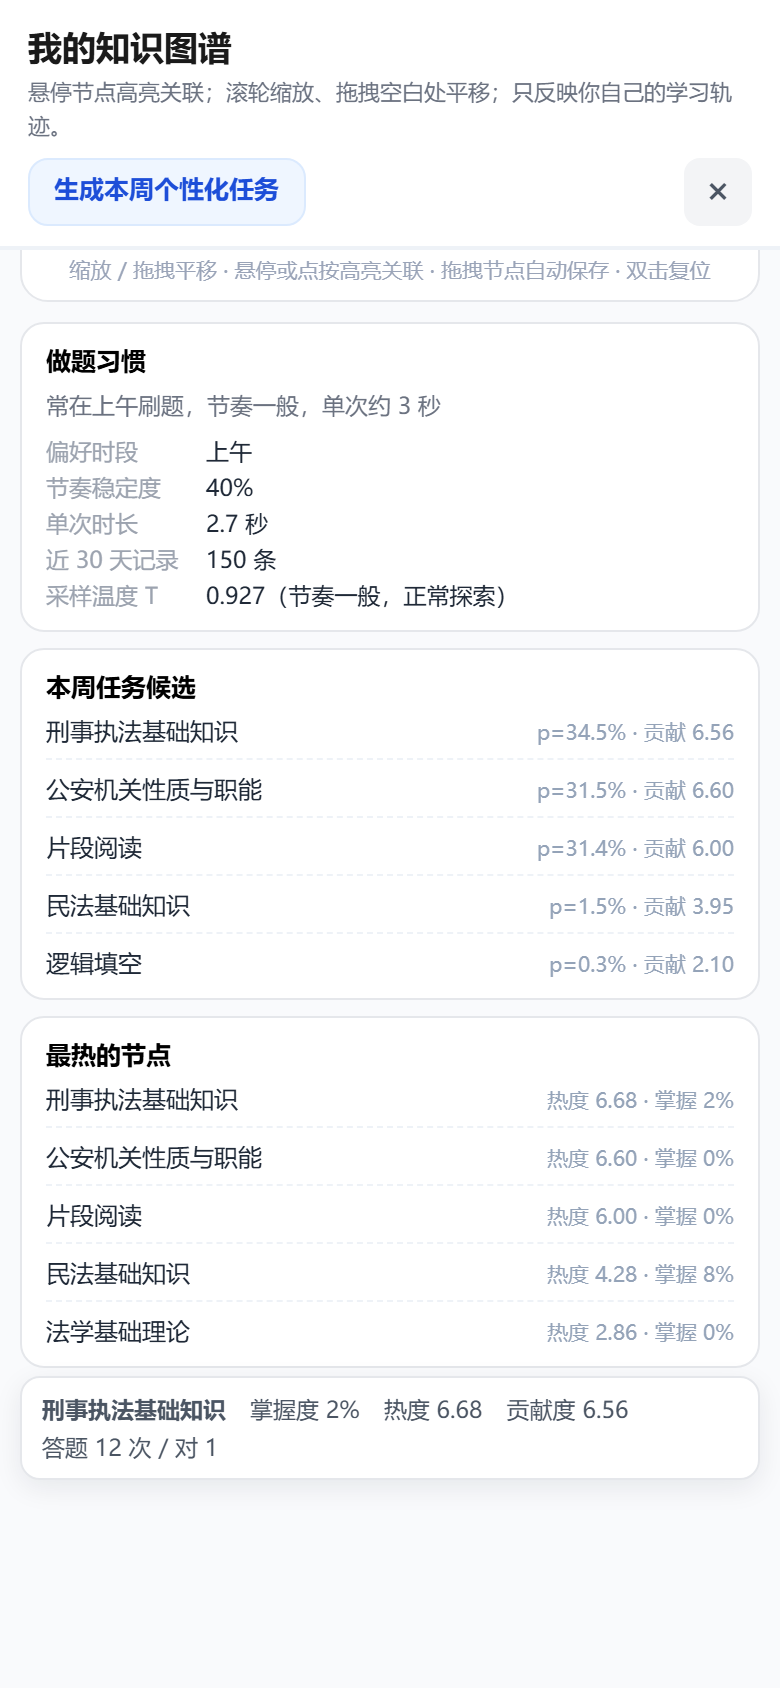 我的知识图谱
悬停节点高亮关联；滚轮缩放、拖拽空白处平移；只反映你自己的学习轨
迹。
生成本周个性化任务
×
缩放 / 拖拽平移 · 悬停或点按高亮关联 · 拖拽节点自动保存 · 双击复位
做题习惯
常在上午刷题，节奏一般，单次约 3 秒
偏好时段 上午
节奏稳定度 40%
单次时长 2.7 秒
近 30 天记录 150 条
采样温度 T 0.927（节奏一般，正常探索）
本周任务候选
刑事执法基础知识 p=34.5% · 贡献 6.56
公安机关性质与职能 p=31.5% · 贡献 6.60
片段阅读 p=31.4% · 贡献 6.00
民法基础知识 p=1.5% · 贡献 3.95
逻辑填空 p=0.3% · 贡献 2.10
最热的节点
刑事执法基础知识 热度 6.68 · 掌握 2%
公安机关性质与职能 热度 6.60 · 掌握 0%
片段阅读 热度 6.00 · 掌握 0%
民法基础知识 热度 4.28 · 掌握 8%
法学基础理论 热度 2.86 · 掌握 0%
刑事执法基础知识 掌握度 2% 热度 6.68 贡献度 6.56
答题 12 次 / 对 1